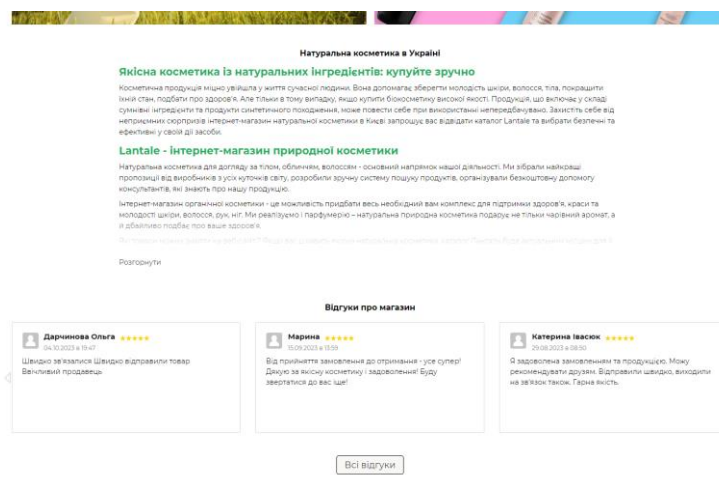 Натуральна косметика в Україні
Якісна косметика із натуральних інгредієнтів: купуйте зручно
Косметична продукція міцно увійшла у життя сучасної людини. Вона допомагає зберегти молодість шкіри, волосся, тіла, покращити
їхній стан, подбати про здоров'я. Але тільки в тому випадку, якщо купити біокосметику високої якості. Продукція, що включає у складі
сумнівні інгредієнти та продукти синтетичного походження, може повести себе при використанні непередбачувано. Захистіть себе від
неприємних сюрпризів інтернет-магазин натуральної косметики в Києві запрошує вас відвідати каталог Lantale та вибрати безпечні та
ефективні у своїй дії засоби.
Lantale - інтернет-магазин природної косметики
Натуральна косметика для догляду за тілом, обличчям, волоссям - основний напрямок нашої діяльності. Ми зібрали найкращі
пропозиції від виробників з усіх куточків світу, розробили зручну систему пошуку продуктів, організували безкоштовну допомогу
консультантів, які знають про нашу продукцію.
Інтернет-магазин органічної косметики - це можливість придбати весь необхідний вам комплекс для підтримки здоров'я, краси та
молодості шкіри, волосся, рук, ніг. Ми реалізуємо і парфумерію – натуральна природна косметика подарує не тільки чарівний аромат, а
й дбайливо подбає про ваше здоров'я.
Розгорнути
Відгуки про магазин
Дарчинова Ольга
04.10.2023 в 19:47
Швидко зв'язалися Швидко відправили товар
Ввічливий продавець
Марина
15.09.2023 в 13:59
Від прийняття замовлення до отримання - усе супер!
Дякую за якісну косметику і задоволення! Буду
звертатися до вас іще!
Катерина Івасюк
29.08.2023 в 08:50
Я задоволена замовленням та продукцією. Можу
рекомендувати друзям. Відправили швидко, виходили
на зв'язок також. Гарна якість.
Всі відгуки